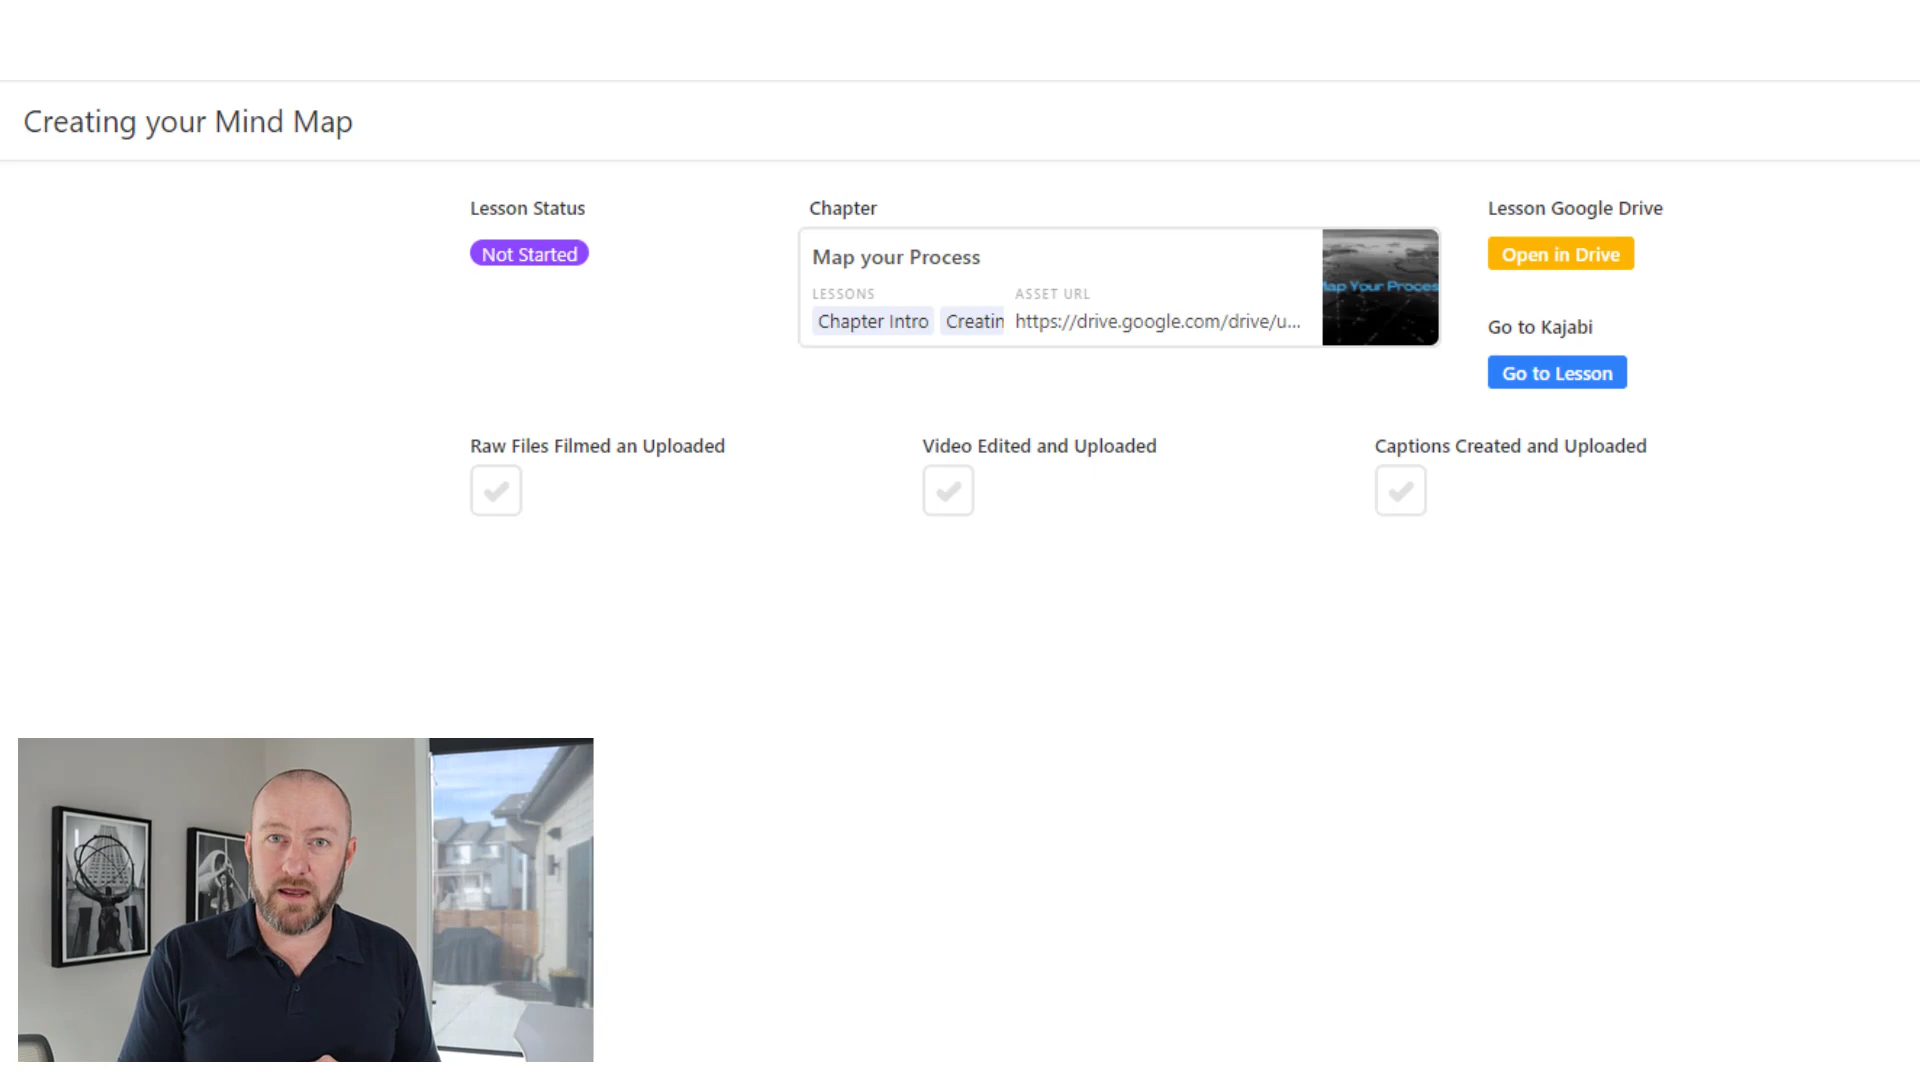 Creating your Mind Map
Lesson Status
Not Started
Chapter
Map your Process
LESSONS
Chapter Intro
Creatin
ASSET URL
https://drive.google.com/drive/u...
Map Your Proces
Lesson Google Drive
Open in Drive
Go to Kajabi
Go to Lesson
Raw Files Filmed an Uploaded
Video Edited and Uploaded
Captions Created and Uploaded